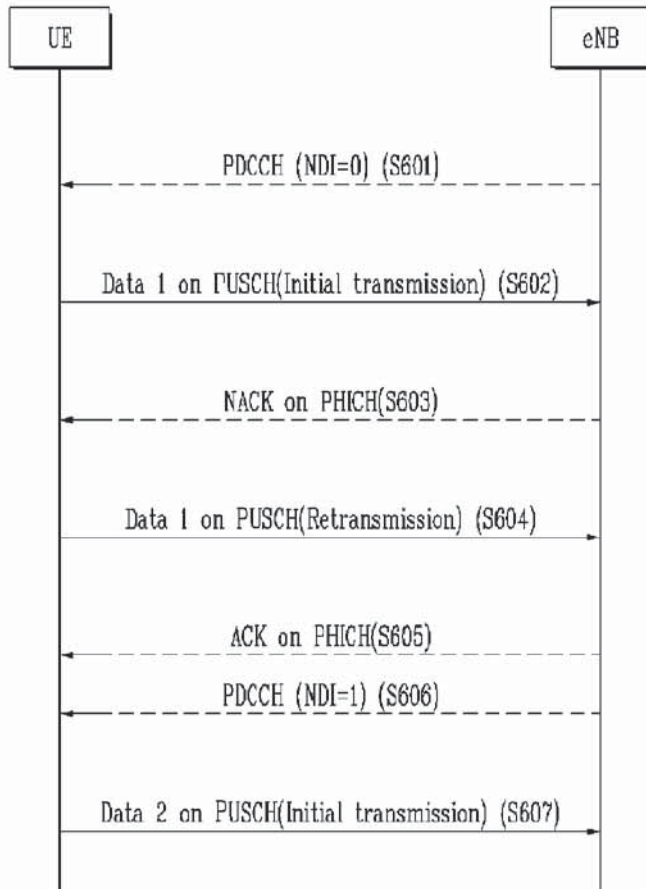 UE
eNB
PDCCH (NDI=0) (S601)
Data 1 on PUSCH(Initial transmission) (S602)
NACK on PHICH(S603)
Data 1 on PUSCH(Retransmission) (S604)
ACK on PHICH(S605)
PDCCH (NDI=1) (S606)
Data 2 on PUSCH(Initial transmission) (S607)